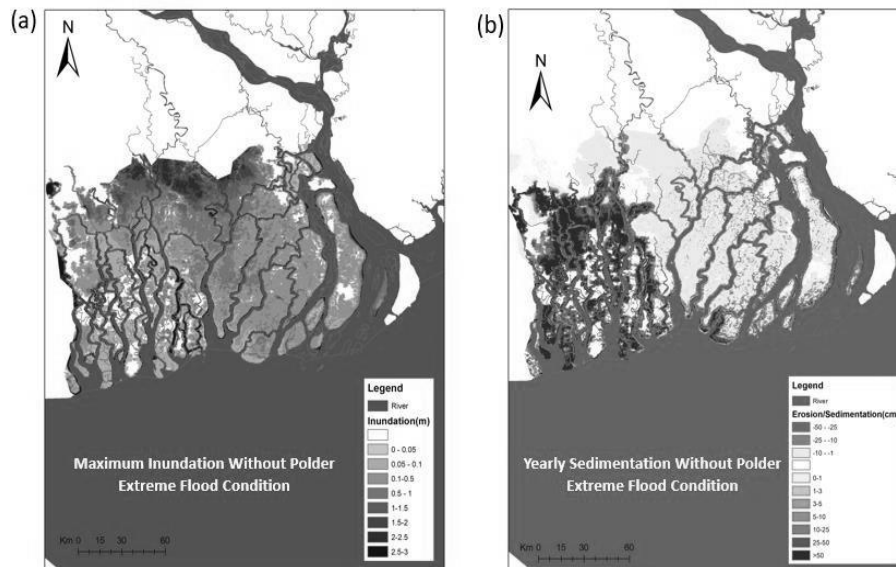 (a)
N
Legend
River
Inundation(m)
0 - 0.05
0.05 - 0.1
0.1-0.5
0.5 - 1
1-1.5
1.5-2
2-2.5
2.5-3
Maximum Inundation Without Polder
Extreme Flood Condition
Km 0 15 30 60
(b)
N
Legend
River
Erosion/Sedimentation(cm
-50 - -25
-25 - -10
-10 - -1
0-1
1-3
3-5
5-10
10-25
25-50
>50
Yearly Sedimentation Without Polder
Extreme Flood Condition
Km 0 15 30 60